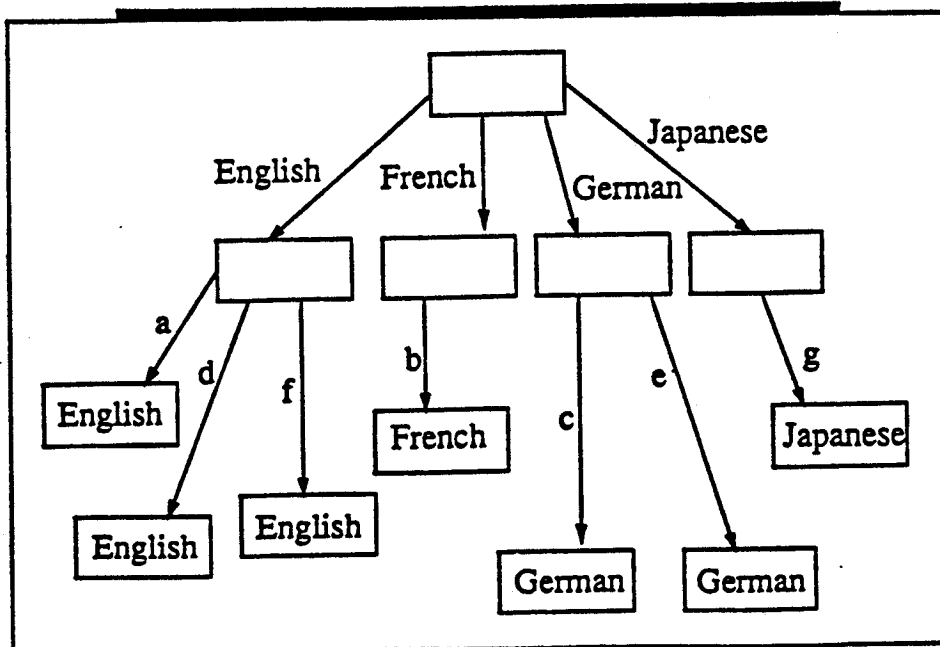 Japanese
English
French
German
a
d
f
b
c
e
g
English
French
Japanese
English
English
German
German